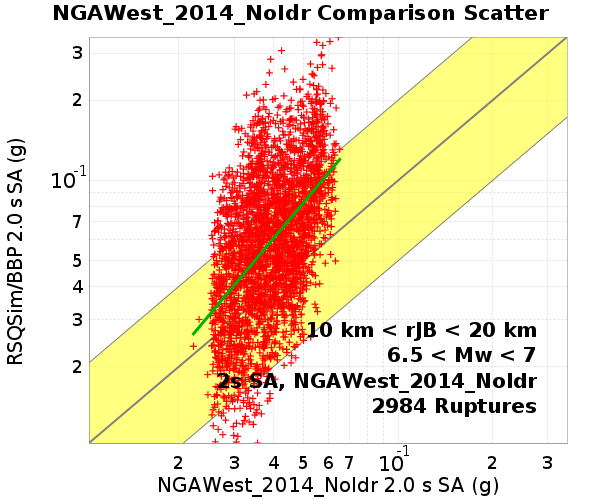 NGAWest_2014_NoIdr Comparison Scatter
RSQSim/BBP 2.0 s SA (g)
3
2
10^-1
7
5
4
3
2
10 km < rJB < 20 km
6.5 < Mw < 7
2s SA, NGAWest_2014_NoIdr
2984 Ruptures
2 3 4 5 6 7 10^-1 2 3
NGAWest_2014_NoIdr 2.0 s SA (g)